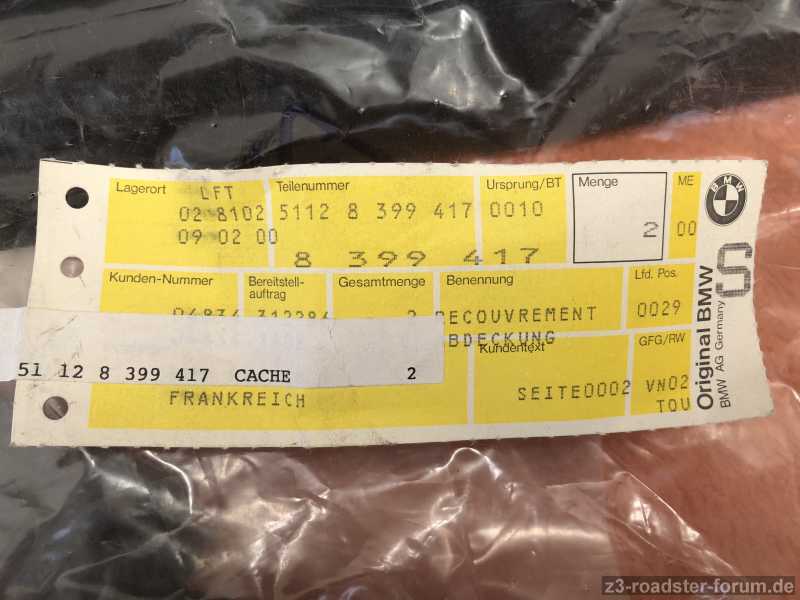 Lagerort LFT
Teilenummer
Ursprung/BT
Menge
ME
02 8102
5112 8 399 417
0010
2
00
09 02 00
8 399 417
Kunden-Nummer
Bereitstell-
auftrag
Gesamtmenge
Benennung
Lfd. Pos.
2
RECOUVREMENT
0029
ABDECKUNG
Kundentext
GFG/RW
51 12 8 399 417 CACHE 2
FRANKREICH
SEITE0002
VN02
TOU
BMW
S
Original BMW
BMW AG Germany
z3-roadster-forum.de